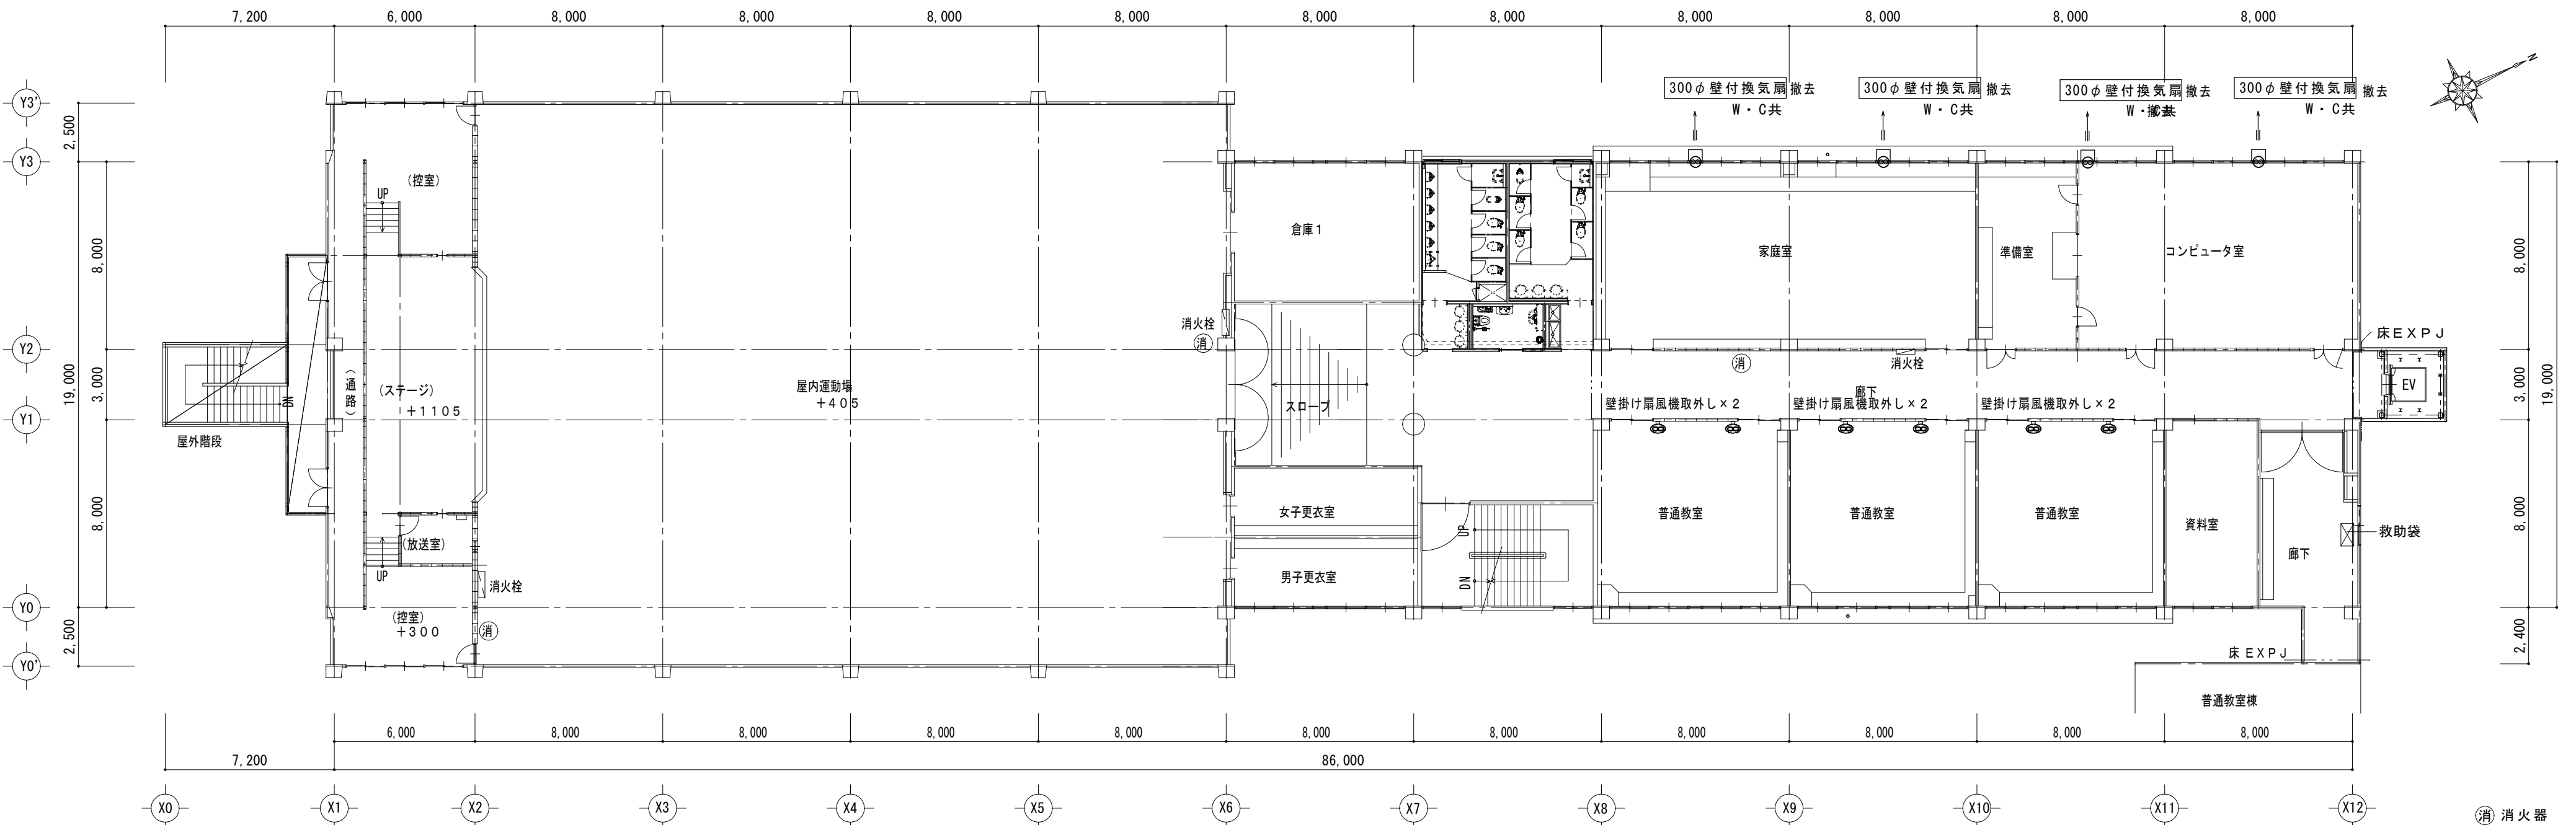 7,200 6,000 8,000 8,000 8,000 8,000 8,000 8,000 8,000 8,000 8,000 8,000
300φ壁付換気扇撤去
W・C共
300φ壁付換気扇撤去
W・C共
300φ壁付換気扇撤去
300φ壁付換気扇撤去
W・C共
N
Y3'
2,500
Y3
8,000
Y2
19,000
3,000
Y1
8,000
Y0
2,500
Y0'
(控室)
UP
倉庫1
家庭室
準備室
コンピュータ室
消火栓
消
床EXPJ
消
消火栓
EV
DN
(通路)
(ステージ)
+1105
屋内運動場
+405
スロープ
廊下
壁掛け扇風機取外し×2
壁掛け扇風機取外し×2
壁掛け扇風機取外し×2
屋外階段
女子更衣室
UP
普通教室
普通教室
普通教室
資料室
救助袋
廊下
(放送室)
UP
消火栓
男子更衣室
DN
(控室)
+300
消
床EXPJ
普通教室棟
8,000
3,000
19,000
8,000
2,400
6,000 8,000 8,000 8,000 8,000 8,000 8,000 8,000 8,000 8,000 8,000
7,200 86,000
X0 X1 X2 X3 X4 X5 X6 X7 X8 X9 X10 X11 X12
消 消火器